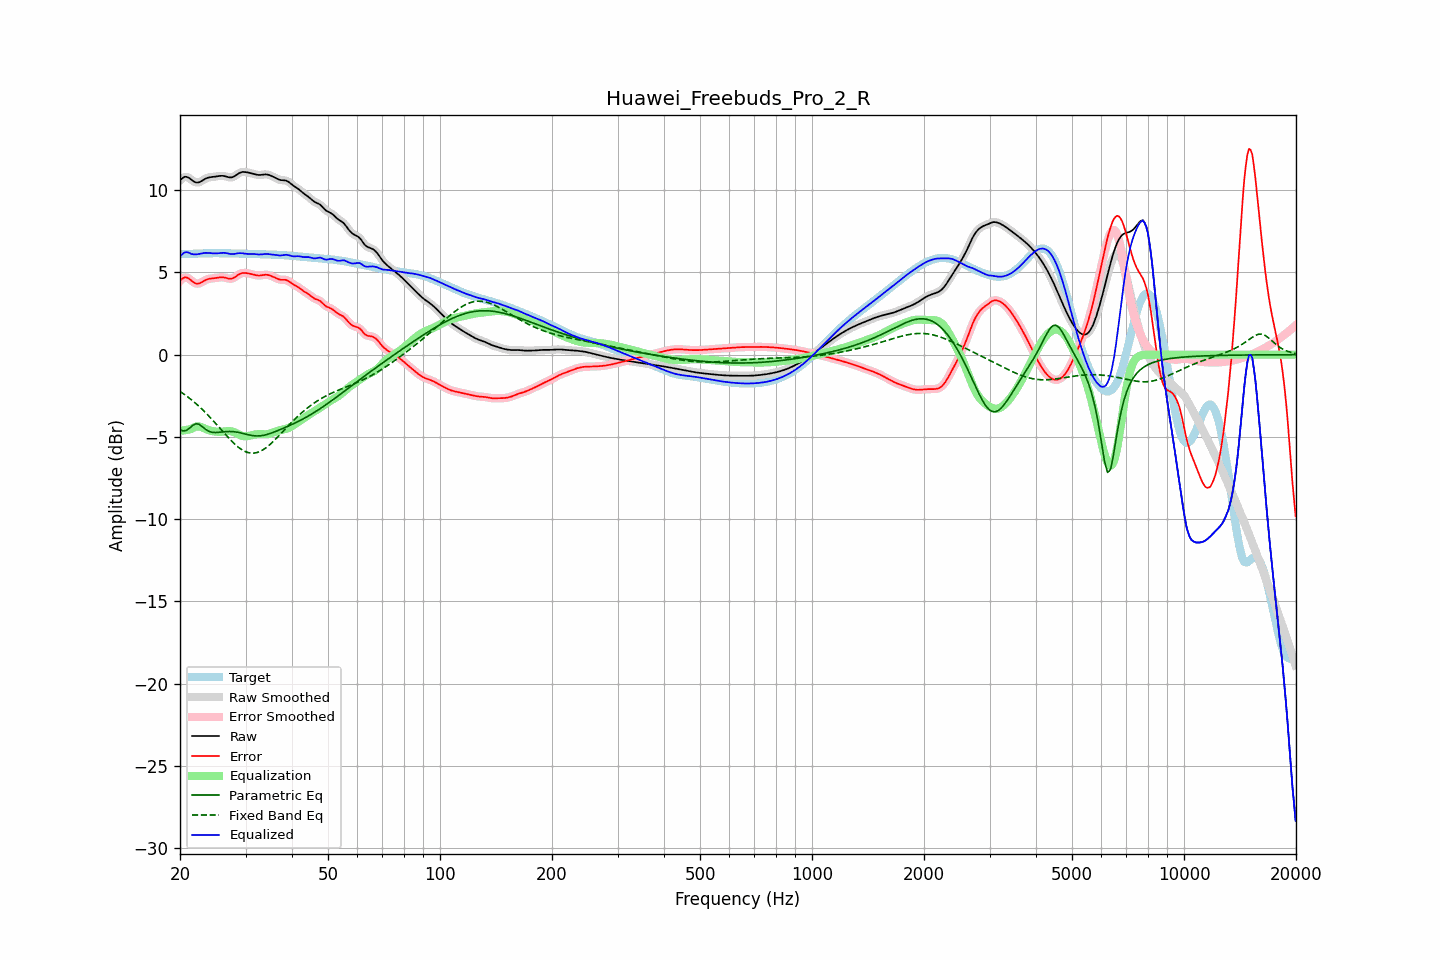 Huawei_Freebuds_Pro_2_R
Amplitude (dBr)
10
5
0
−5
−10
−15
−20
−25
−30
Target
Raw Smoothed
Error Smoothed
Raw
Error
Equalization
Parametric Eq
Fixed Band Eq
Equalized
20
50
100
200
500
1000
2000
5000
10000
20000
Frequency (Hz)